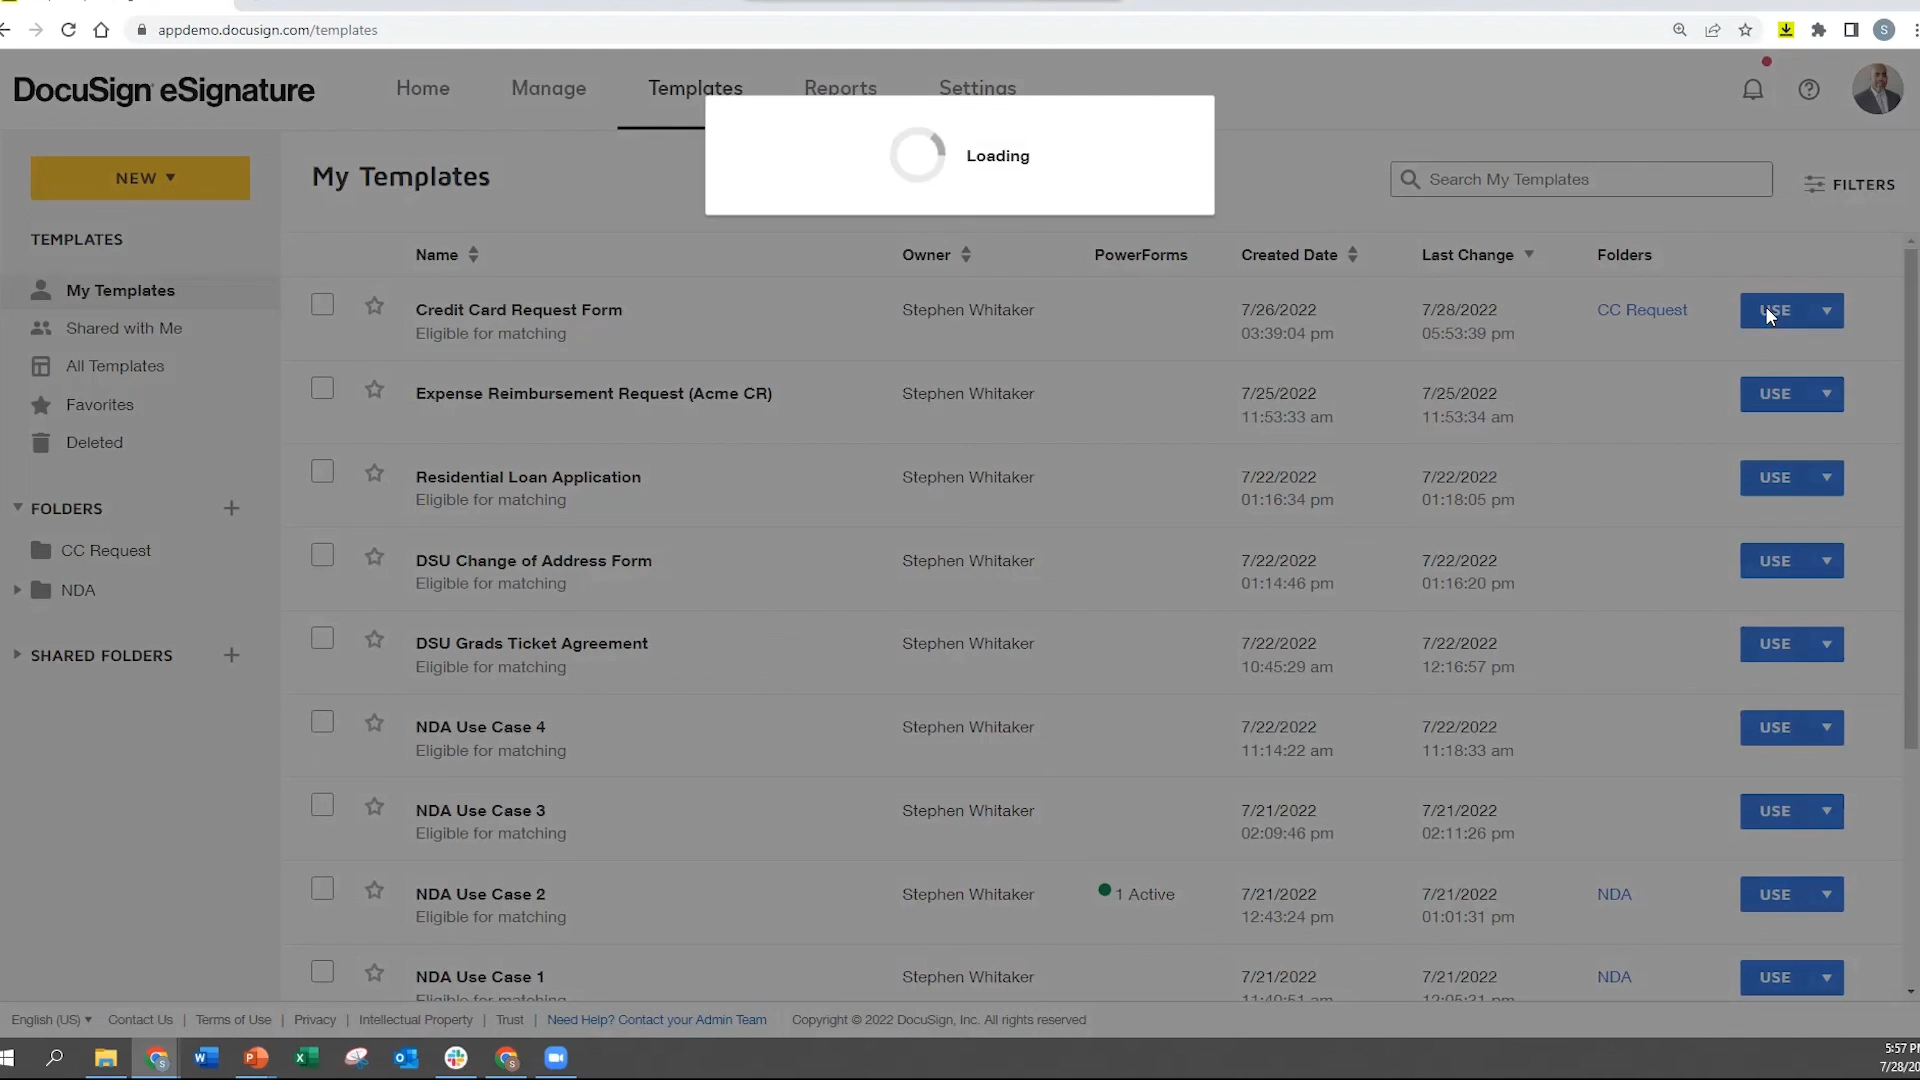 appdemo.docusign.com/templates
S
DocuSign eSignature
Home
Manage
Templates
Reports
Settings
Loading
NEW
My Templates
Search My Templates
FILTERS
TEMPLATES
My Templates
Shared with Me
All Templates
Favorites
Deleted
FOLDERS
CC Request
NDA
SHARED FOLDERS
Name Owner PowerForms Created Date Last Change Folders
Credit Card Request Form Stephen Whitaker 7/26/2022 7/28/2022 CC Request USE
Eligible for matching 03:39:04 pm 05:53:39 pm
Expense Reimbursement Request (Acme CR) Stephen Whitaker 7/25/2022 7/25/2022 USE
11:53:33 am 11:53:34 am
Residential Loan Application Stephen Whitaker 7/22/2022 7/22/2022 USE
Eligible for matching 01:16:34 pm 01:18:05 pm
DSU Change of Address Form Stephen Whitaker 7/22/2022 7/22/2022 USE
Eligible for matching 01:14:46 pm 01:16:20 pm
DSU Grads Ticket Agreement Stephen Whitaker 7/22/2022 7/22/2022 USE
Eligible for matching 10:45:29 am 12:16:57 pm
NDA Use Case 4 Stephen Whitaker 7/22/2022 7/22/2022 USE
Eligible for matching 11:14:22 am 11:18:33 am
NDA Use Case 3 Stephen Whitaker 7/21/2022 7/21/2022 USE
Eligible for matching 02:09:46 pm 02:11:26 pm
NDA Use Case 2 Stephen Whitaker 1 Active 7/21/2022 7/21/2022 NDA USE
Eligible for matching 12:43:24 pm 01:01:31 pm
NDA Use Case 1 Stephen Whitaker 7/21/2022 7/21/2022 NDA USE
Eligible for matching 11:40:51 am 12:05:31 pm
English (US) Contact Us | Terms of Use | Privacy | Intellectual Property | Trust | Need Help? Contact your Admin Team Copyright © 2022 DocuSign, Inc. All rights reserved
5:57 P
7/28/20